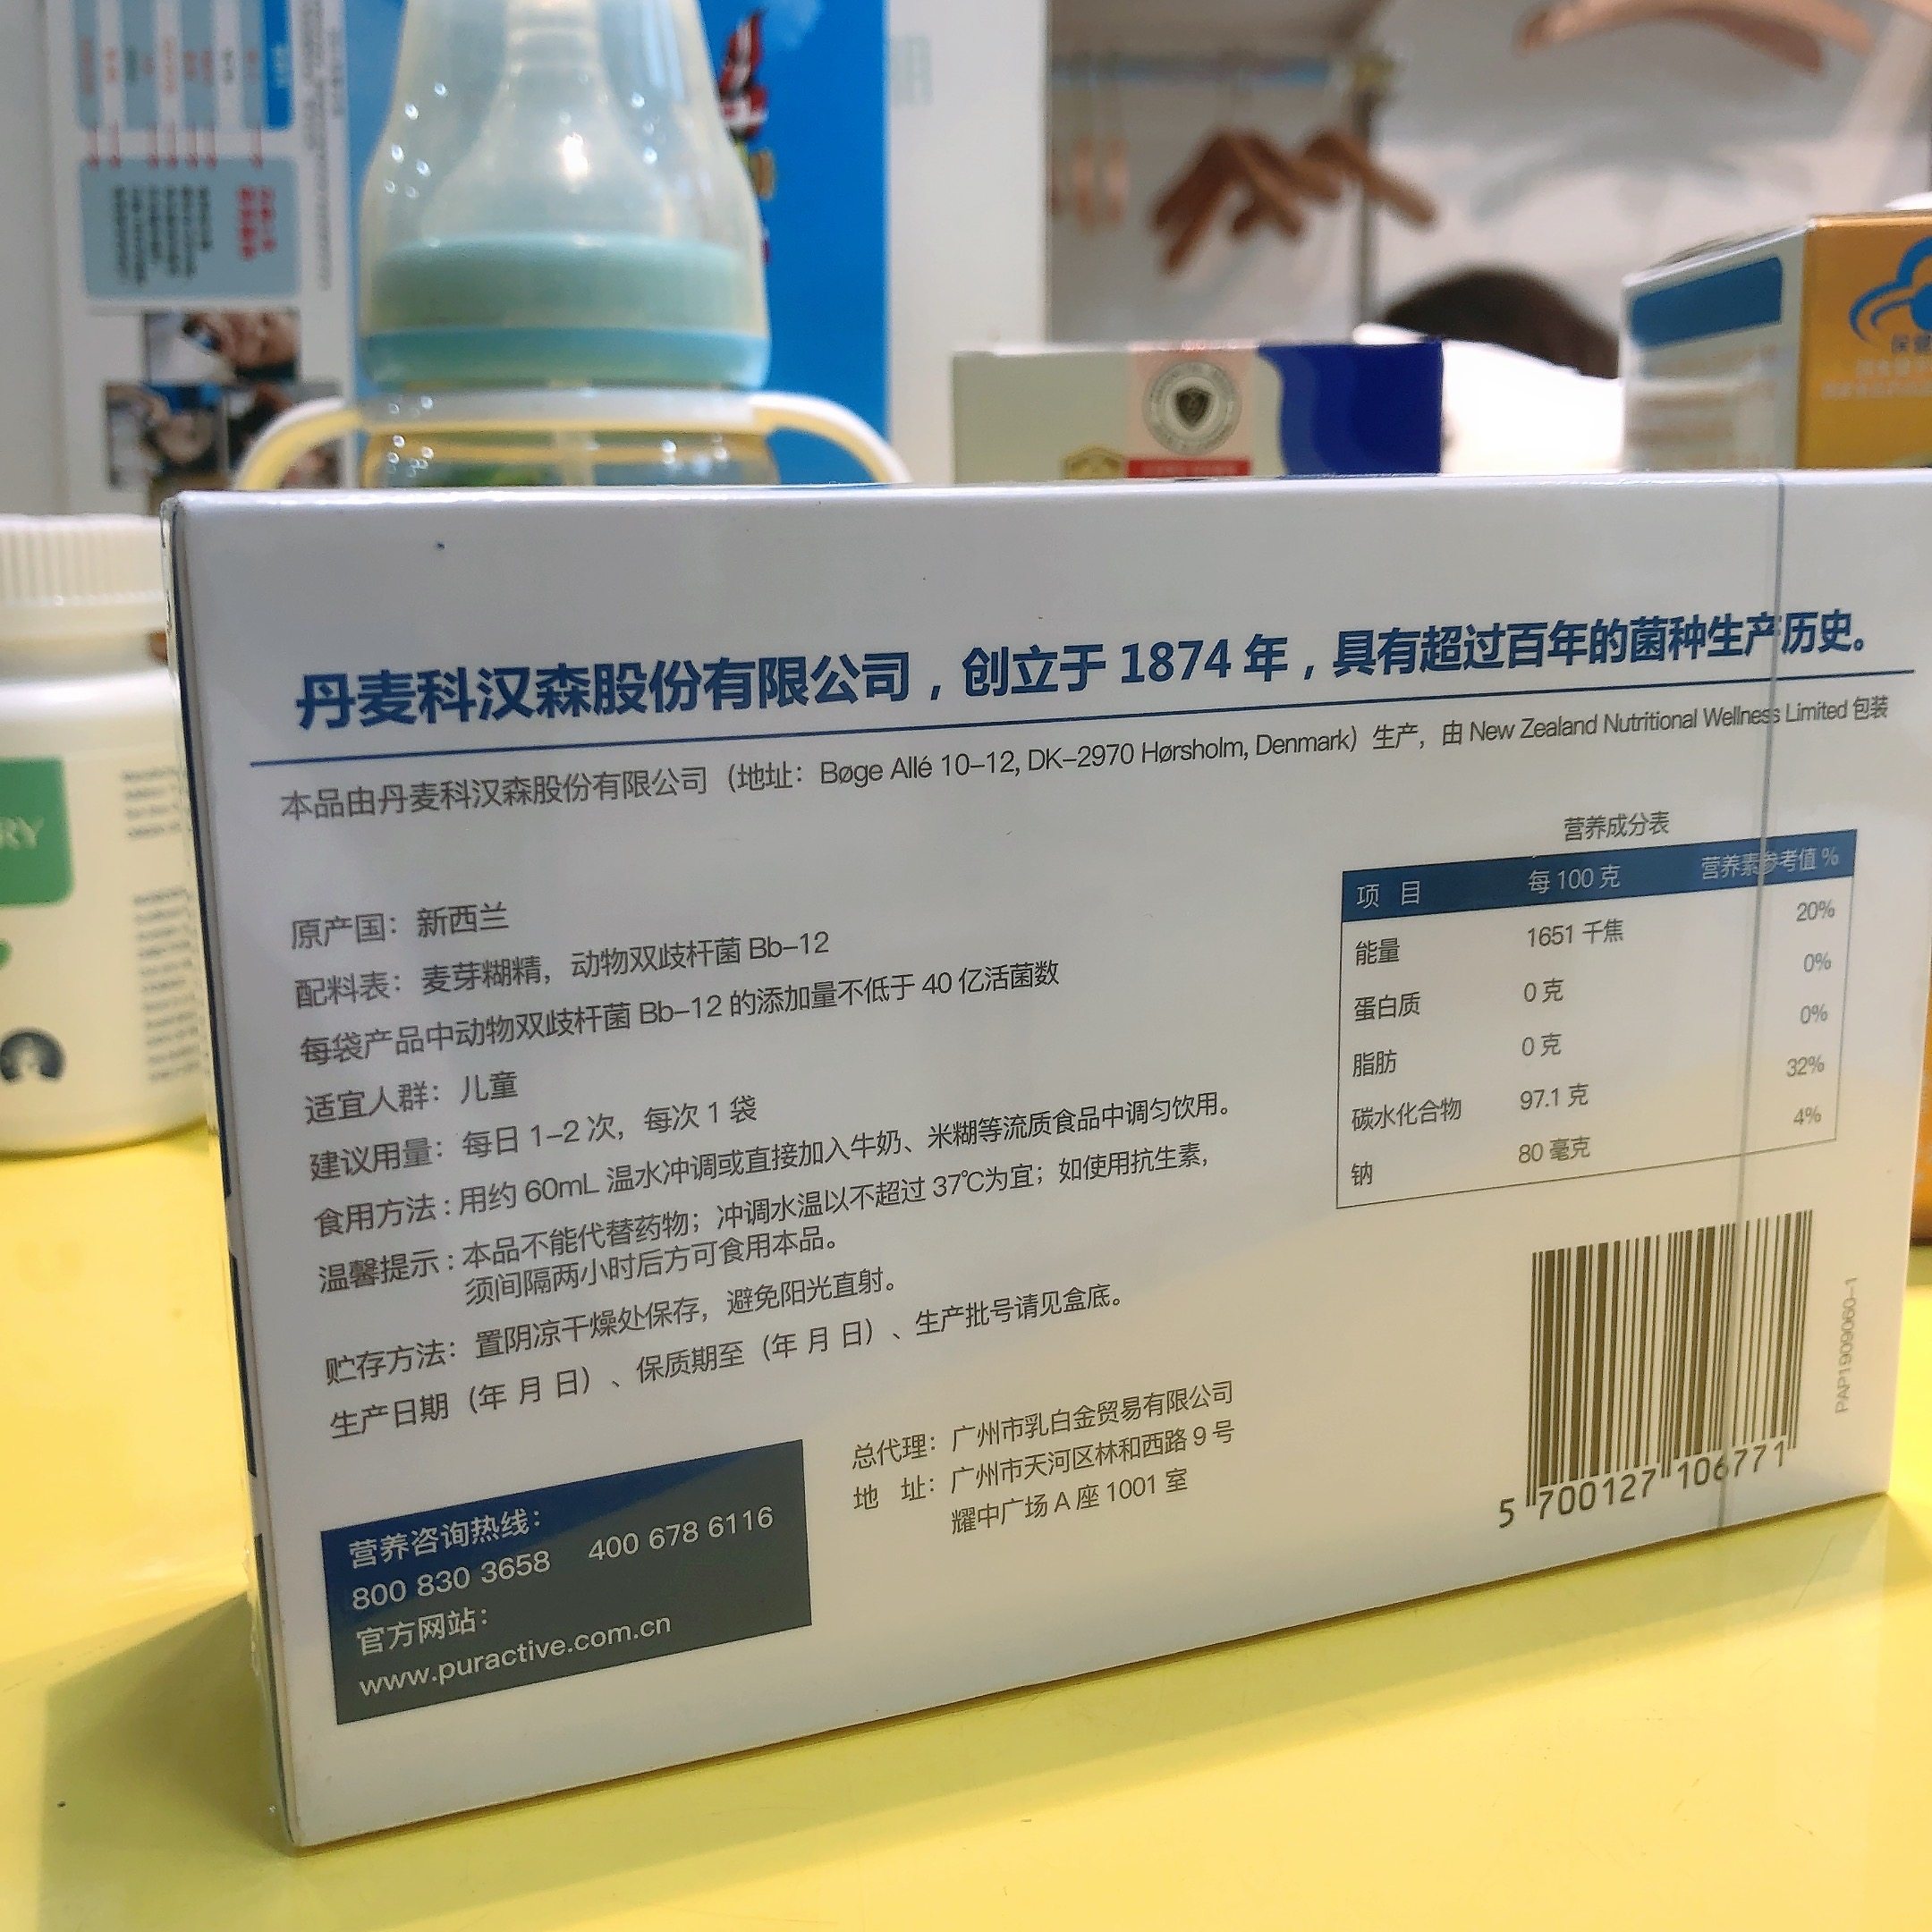 丹麦科汉森股份有限公司，创立于 1874 年，具有超过百年的菌种生产历史。
本品由丹麦科汉森股份有限公司（地址：Bøge Allé 10–12, DK–2970 Hørsholm, Denmark）生产，由 New Zealand Nutritional Wellness Limited 包装
原产国：新西兰
配料表：麦芽糊精，动物双歧杆菌 Bb–12
每袋产品中动物双歧杆菌 Bb–12 的添加量不低于 40 亿活菌数
适宜人群：儿童
建议用量：每日 1–2 次，每次 1 袋
食用方法：用约 60mL 温水冲调或直接加入牛奶、米糊等流质食品中调匀饮用。
温馨提示：本品不能代替药物；冲调水温以不超过 37℃为宜；如使用抗生素，
须间隔两小时后方可食用本品。
贮存方法：置阴凉干燥处保存，避免阳光直射。
生产日期（年 月 日）、保质期至（年 月 日）、生产批号请见盒底。
营养成分表
项 目 每 100 克 营养素参考值 %
能量 1651 千焦 20%
蛋白质 0 克 0%
脂肪 0 克 0%
碳水化合物 97.1 克 32%
钠 80 毫克 4%
营养咨询热线：
800 830 3658 400 678 6116
官方网站：
www.puractive.com.cn
总代理：广州市乳白金贸易有限公司
地 址：广州市天河区林和西路 9 号
耀中广场 A 座 1001 室
5 700127 106771
PAP1909060–1
RY
保健